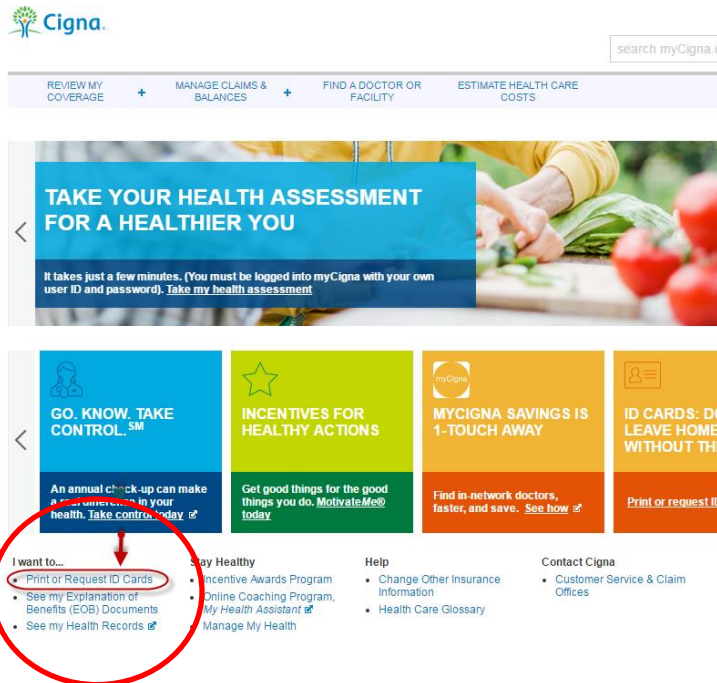 Cigna.
search myCigna.
REVIEW MY
COVERAGE
+
MANAGE CLAIMS &
BALANCES
+
FIND A DOCTOR OR
FACILITY
ESTIMATE HEALTH CARE
COSTS
TAKE YOUR HEALTH ASSESSMENT
FOR A HEALTHIER YOU
It takes just a few minutes. (You must be logged into myCigna with your own
user ID and password). Take my health assessment
GO. KNOW. TAKE
CONTROL.SM
An annual check-up can make
a real difference in your
health. Take control today
INCENTIVES FOR
HEALTHY ACTIONS
Get good things for the good
things you do. MotivateMe®
today
myCigna
MYCIGNA SAVINGS IS
1-TOUCH AWAY
Find in-network doctors,
faster, and save. See how
ID CARDS:
LEAVE HOME
WITHOUT
Print or request
I want to...
• Print or Request ID Cards
• See my Explanation of
Benefits (EOB) Documents
• See my Health Records
Stay Healthy
• Incentive Awards Program
• Online Coaching Program,
My Health Assistant
• Manage My Health
Help
• Change Other Insurance
Information
• Health Care Glossary
Contact Cigna
• Customer Service & Claim
Offices